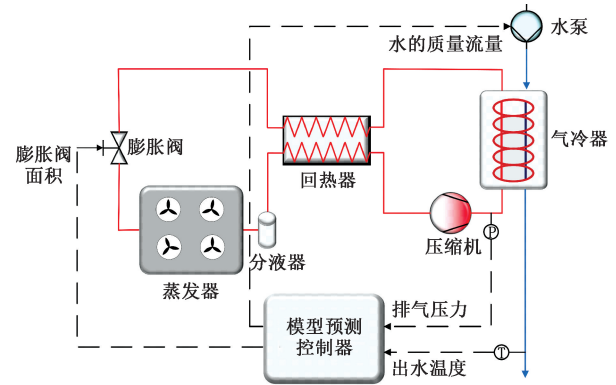 水泵
水的质量流量
气冷器
膨胀阀
膨胀阀
面积
回热器
压缩机
P
分液器
蒸发器
模型预测
控制器
排气压力
出水温度
T